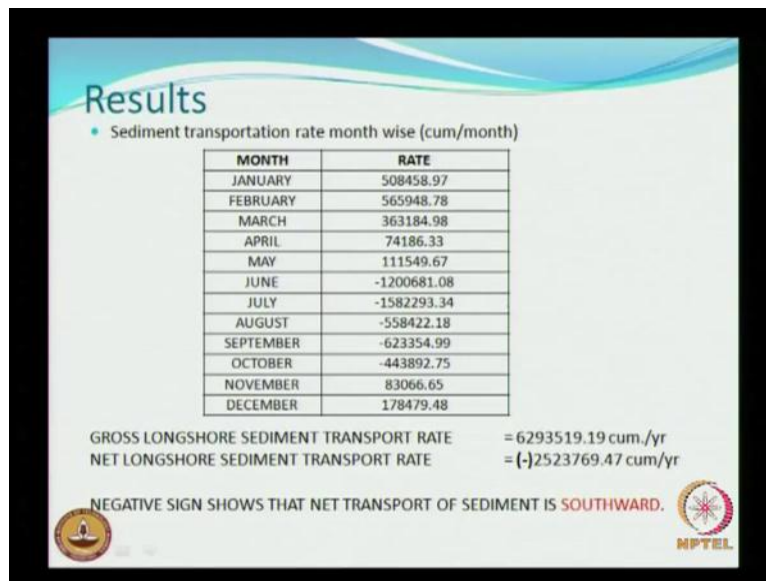 Results
• Sediment transportation rate month wise (cum/month)
MONTH RATE
JANUARY 508458.97
FEBRUARY 565948.78
MARCH 363184.98
APRIL 74186.33
MAY 111549.67
JUNE -1200681.08
JULY -1582293.34
AUGUST -558422.18
SEPTEMBER -623354.99
OCTOBER -443892.75
NOVEMBER 83066.65
DECEMBER 178479.48
GROSS LONGSHORE SEDIMENT TRANSPORT RATE = 6293519.19 cum./yr
NET LONGSHORE SEDIMENT TRANSPORT RATE = (-)2523769.47 cum/yr
NEGATIVE SIGN SHOWS THAT NET TRANSPORT OF SEDIMENT IS SOUTHWARD.
NPTEL